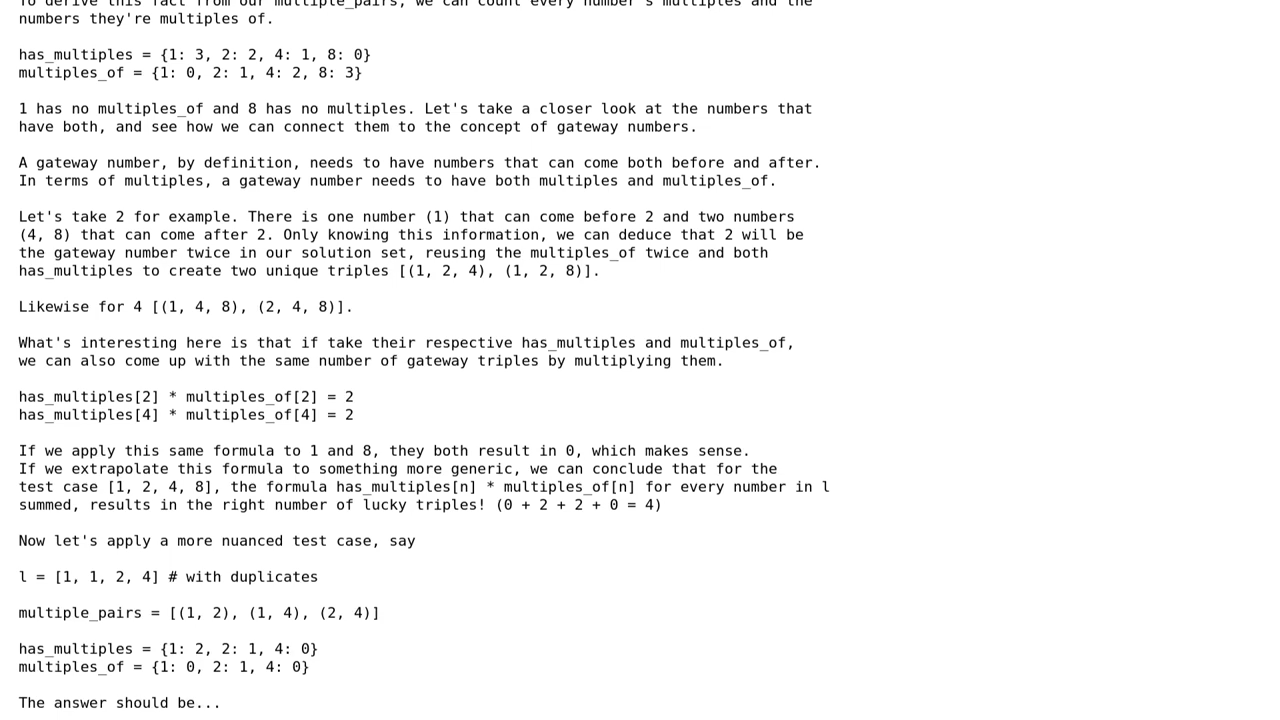 To derive this fact from our multiple_pairs, we can count every number's multiples and the
numbers they're multiples of.
has_multiples = {1: 3, 2: 2, 4: 1, 8: 0}
multiples_of = {1: 0, 2: 1, 4: 2, 8: 3}
1 has no multiples_of and 8 has no multiples. Let's take a closer look at the numbers that
have both, and see how we can connect them to the concept of gateway numbers.
A gateway number, by definition, needs to have numbers that can come both before and after.
In terms of multiples, a gateway number needs to have both multiples and multiples_of.
Let's take 2 for example. There is one number (1) that can come before 2 and two numbers
(4, 8) that can come after 2. Only knowing this information, we can deduce that 2 will be
the gateway number twice in our solution set, reusing the multiples_of twice and both
has_multiples to create two unique triples [(1, 2, 4), (1, 2, 8)].
Likewise for 4 [(1, 4, 8), (2, 4, 8)].
What's interesting here is that if take their respective has_multiples and multiples_of,
we can also come up with the same number of gateway triples by multiplying them.
has_multiples[2] * multiples_of[2] = 2
has_multiples[4] * multiples_of[4] = 2
If we apply this same formula to 1 and 8, they both result in 0, which makes sense.
If we extrapolate this formula to something more generic, we can conclude that for the
test case [1, 2, 4, 8], the formula has_multiples[n] * multiples_of[n] for every number in l
summed, results in the right number of lucky triples! (0 + 2 + 2 + 0 = 4)
Now let's apply a more nuanced test case, say
l = [1, 1, 2, 4] # with duplicates
multiple_pairs = [(1, 2), (1, 4), (2, 4)]
has_multiples = {1: 2, 2: 1, 4: 0}
multiples_of = {1: 0, 2: 1, 4: 0}
The answer should be...